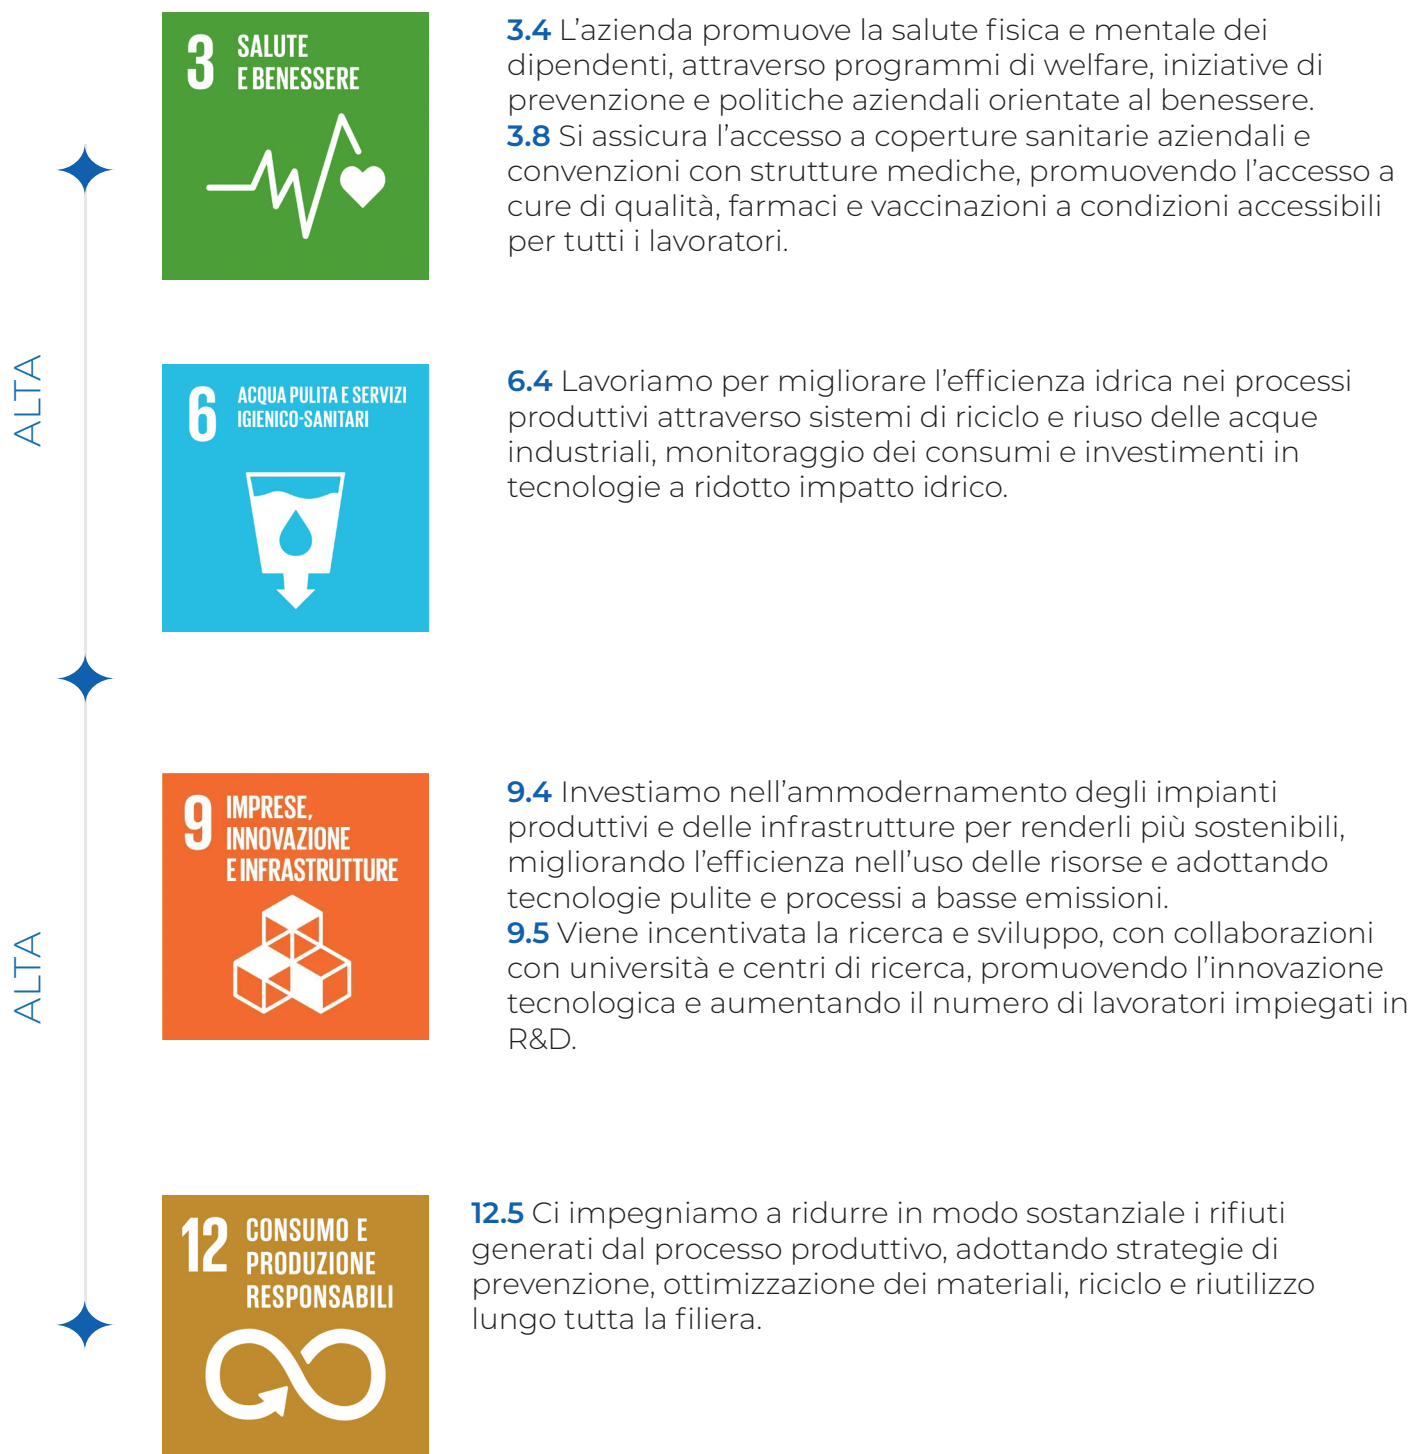 3 SALUTE
E BENESSERE
3.4 L’azienda promuove la salute fisica e mentale dei
dipendenti, attraverso programmi di welfare, iniziative di
prevenzione e politiche aziendali orientate al benessere.
3.8 Si assicura l’accesso a coperture sanitarie aziendali e
convenzioni con strutture mediche, promuovendo l’accesso a
cure di qualità, farmaci e vaccinazioni a condizioni accessibili
per tutti i lavoratori.
ALTA
6 ACQUA PULITA E SERVIZI
IGIENICO-SANITARI
6.4 Lavoriamo per migliorare l’efficienza idrica nei processi
produttivi attraverso sistemi di riciclo e riuso delle acque
industriali, monitoraggio dei consumi e investimenti in
tecnologie a ridotto impatto idrico.
9 IMPRESE,
INNOVAZIONE
E INFRASTRUTTURE
9.4 Investiamo nell’ammodernamento degli impianti
produttivi e delle infrastrutture per renderli più sostenibili,
migliorando l’efficienza nell’uso delle risorse e adottando
tecnologie pulite e processi a basse emissioni.
9.5 Viene incentivata la ricerca e sviluppo, con collaborazioni
con università e centri di ricerca, promuovendo l’innovazione
tecnologica e aumentando il numero di lavoratori impiegati in
R&D.
ALTA
12 CONSUMO E
PRODUZIONE
RESPONSABILI
12.5 Ci impegniamo a ridurre in modo sostanziale i rifiuti
generati dal processo produttivo, adottando strategie di
prevenzione, ottimizzazione dei materiali, riciclo e riutilizzo
lungo tutta la filiera.